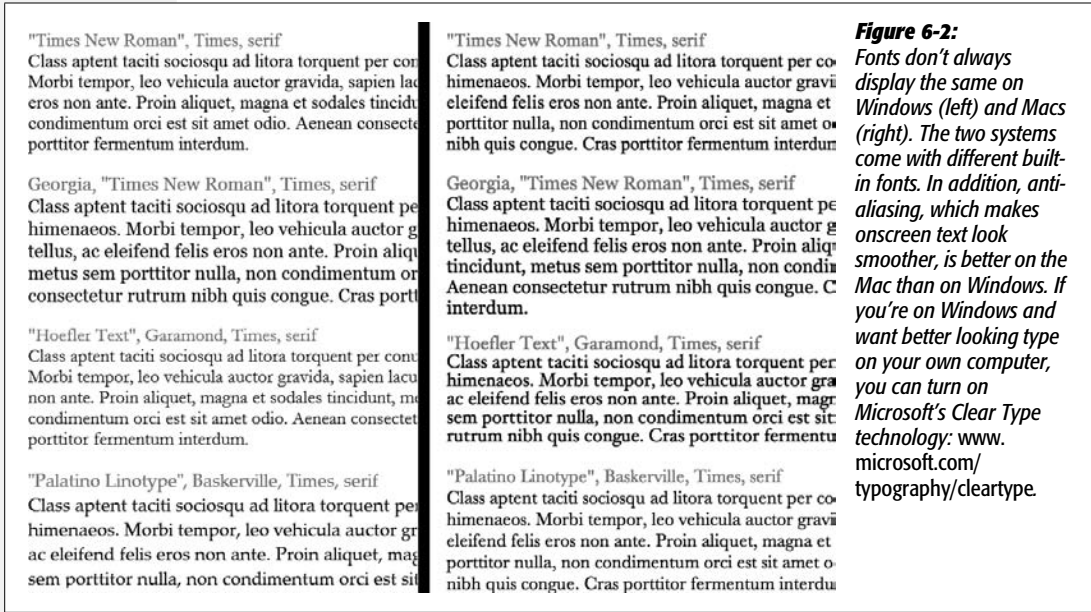 "Times New Roman", Times, serif
Class aptent taciti sociosqu ad litora torquent per con
Morbi tempor, leo vehicula auctor gravida, sapien lac
eros non ante. Proin aliquet, magna et sodales tincidu
condimentum orci est sit amet odio. Aenean consecte
porttitor fermentum interdum.
Georgia, "Times New Roman", Times, serif
Class aptent taciti sociosqu ad litora torquent pe
himenaeos. Morbi tempor, leo vehicula auctor g
tellus, ac eleifend felis eros non ante. Proin aliqu
metus sem porttitor nulla, non condimentum or
consectetur rutrum nibh quis congue. Cras portt
"Hoefler Text", Garamond, Times, serif
Class aptent taciti sociosqu ad litora torquent per conu
Morbi tempor, leo vehicula auctor gravida, sapien lacu
non ante. Proin aliquet, magna et sodales tincidunt, me
condimentum orci est sit amet odio. Aenean consectet
porttitor fermentum interdum.
"Palatino Linotype", Baskerville, Times, serif
Class aptent taciti sociosqu ad litora torquent per
himenaeos. Morbi tempor, leo vehicula auctor gr
ac eleifend felis eros non ante. Proin aliquet, mag
sem porttitor nulla, non condimentum orci est sit
"Times New Roman", Times, serif
Class aptent taciti sociosqu ad litora torquent per co
himenaeos. Morbi tempor, leo vehicula auctor gravi
eleifend felis eros non ante. Proin aliquet, magna et
porttitor nulla, non condimentum orci est sit amet o
nibh quis congue. Cras porttitor fermentum interdum
Georgia, "Times New Roman", Times, serif
Class aptent taciti sociosqu ad litora torquent pe
himenaeos. Morbi tempor, leo vehicula auctor g
tellus, ac eleifend felis eros non ante. Proin aliq
tincidunt, metus sem porttitor nulla, non condi
Aenean consectetur rutrum nibh quis congue. C
interdum.
"Hoefler Text", Garamond, Times, serif
Class aptent taciti sociosqu ad litora torquent per
himenaeos. Morbi tempor, leo vehicula auctor gra
ac eleifend felis eros non ante. Proin aliquet, magn
sem porttitor nulla, non condimentum orci est sit
rutrum nibh quis congue. Cras porttitor fermentu
"Palatino Linotype", Baskerville, Times, serif
Class aptent taciti sociosqu ad litora torquent per co
himenaeos. Morbi tempor, leo vehicula auctor gravi
eleifend felis eros non ante. Proin aliquet, magna et
porttitor nulla, non condimentum orci est sit amet o
nibh quis congue. Cras porttitor fermentum interdu
Figure 6-2:
Fonts don't always
display the same on
Windows (left) and Macs
(right). The two systems
come with different built-
in fonts. In addition, anti-
aliasing, which makes
onscreen text look
smoother, is better on the
Mac than on Windows. If
you're on Windows and
want better looking type
on your own computer,
you can turn on
Microsoft's Clear Type
technology: www.
microsoft.com/
typography/cleartype.